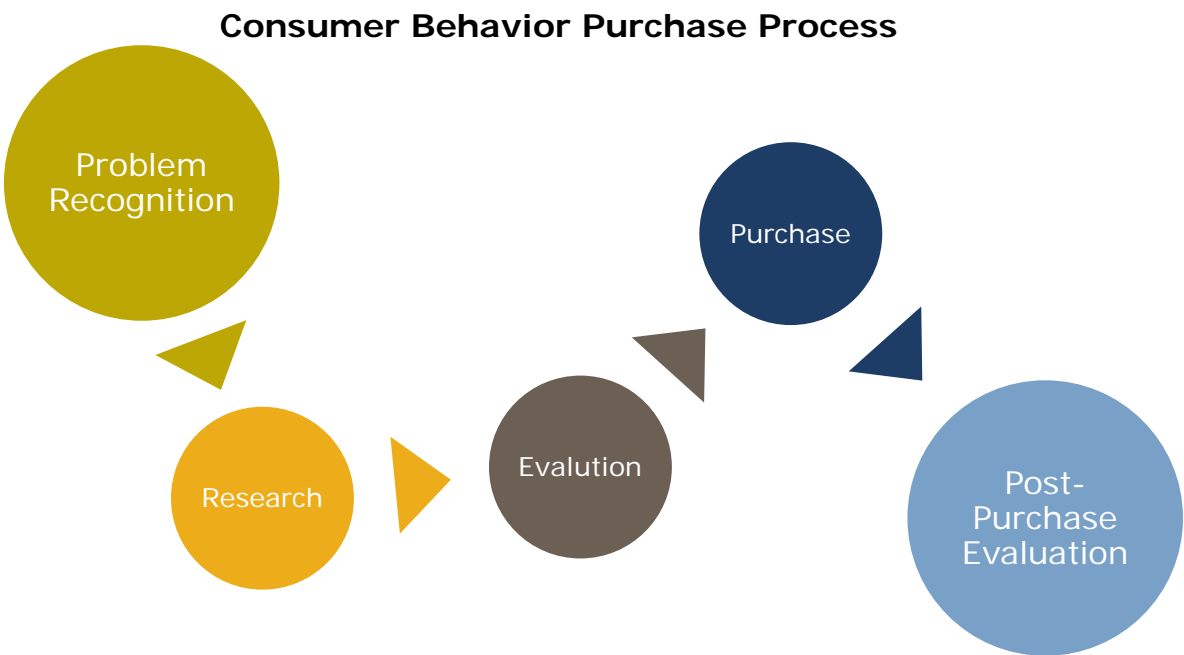 Consumer Behavior Purchase Process
Problem
Recognition
Research
Evalution
Purchase
Post-
Purchase
Evaluation